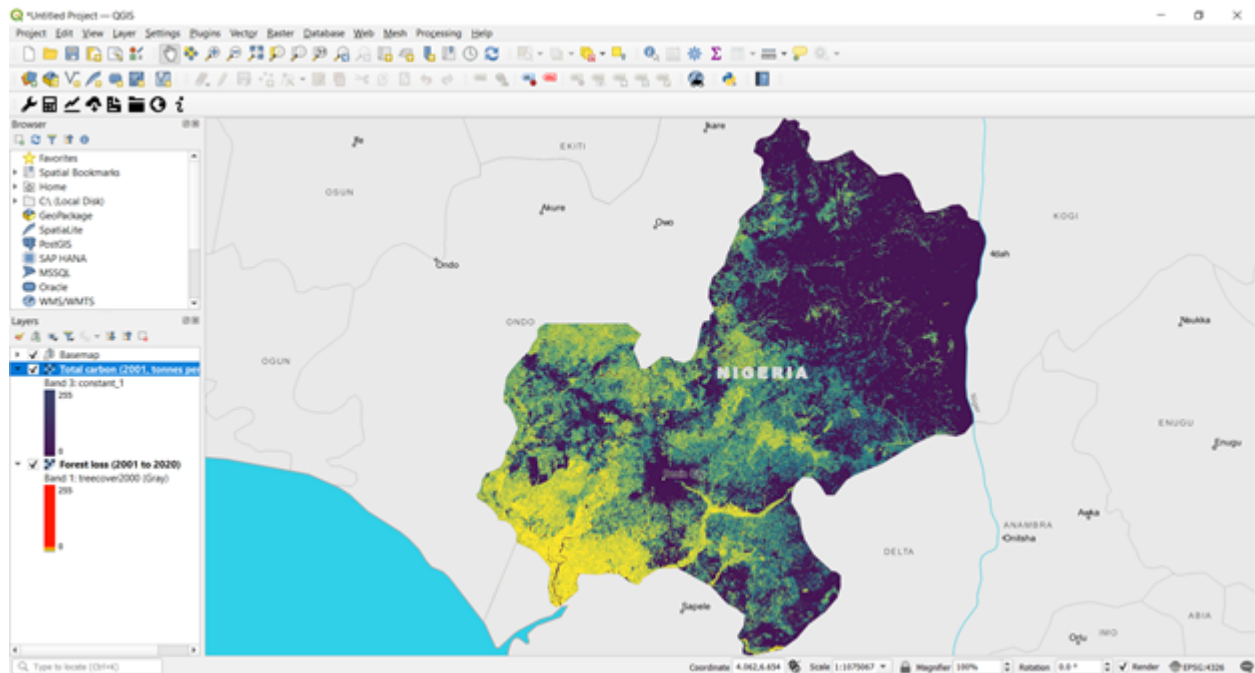 *Untitled Project — QGIS
Project Edit View Layer Settings Plugins Vector Raster Database Web Mesh Processing Help
Browser
Favorites
Spatial Bookmarks
Home
C:\ (Local Disk)
GeoPackage
SpatiaLite
PostGIS
SAP HANA
MSSQL
Oracle
WMS/WMTS
Layers
Basemap
Total carbon (2001, tonnes per
Band 3: constant_1
255
0
Forest loss (2001 to 2020)
Band 1: treecover2000 (Gray)
255
0
Ife
Ikare
EKITI
OSUN
Akure
Owo
KOGI
Idah
Ondo
ONDO
Nsukka
OGUN
NIGERIA
Niger
ENUGU
Enugu
Awka
ANAMBRA
Onitsha
DELTA
Sapele
ABIA
Orlu
IMO
Type to locate (Ctrl+K)
Coordinate 4.062,6.654 Scale 1:1075067 Magnifier 100% Rotation 0.0 ° Render EPSG:4326